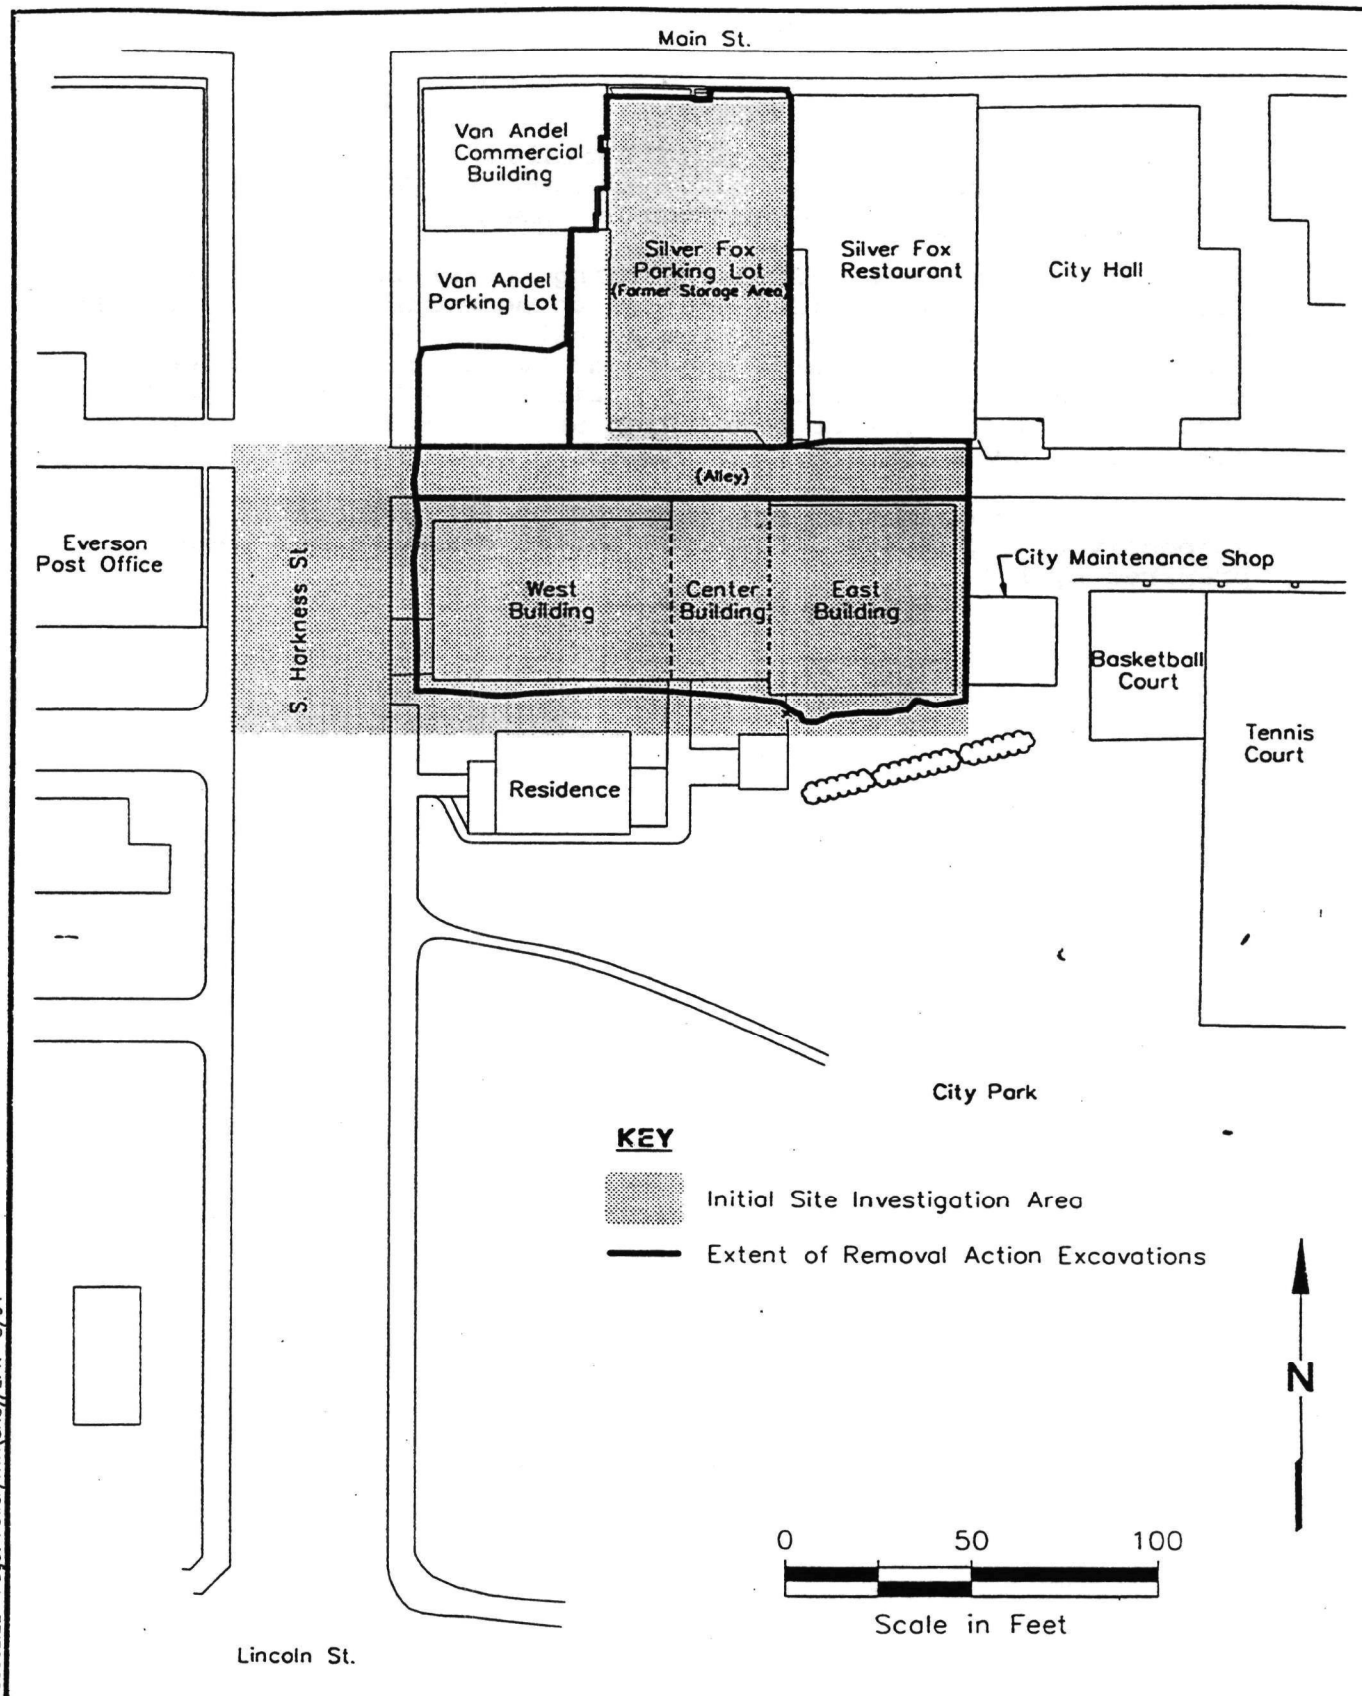 Main St.
Van Andel
Commercial
Building
Silver Fox
Parking Lot
(Former Storage Area)
Silver Fox
Restaurant
City Hall
Van Andel
Parking Lot
(Alley)
Everson
Post Office
S. Harkness St.
West
Building
Center
Building
East
Building
City Maintenance Shop
Basketball
Court
Tennis
Court
Residence
City Park
KEY
Initial Site Investigation Area
Extent of Removal Action Excavations
N
0 50 100
Scale in Feet
Lincoln St.